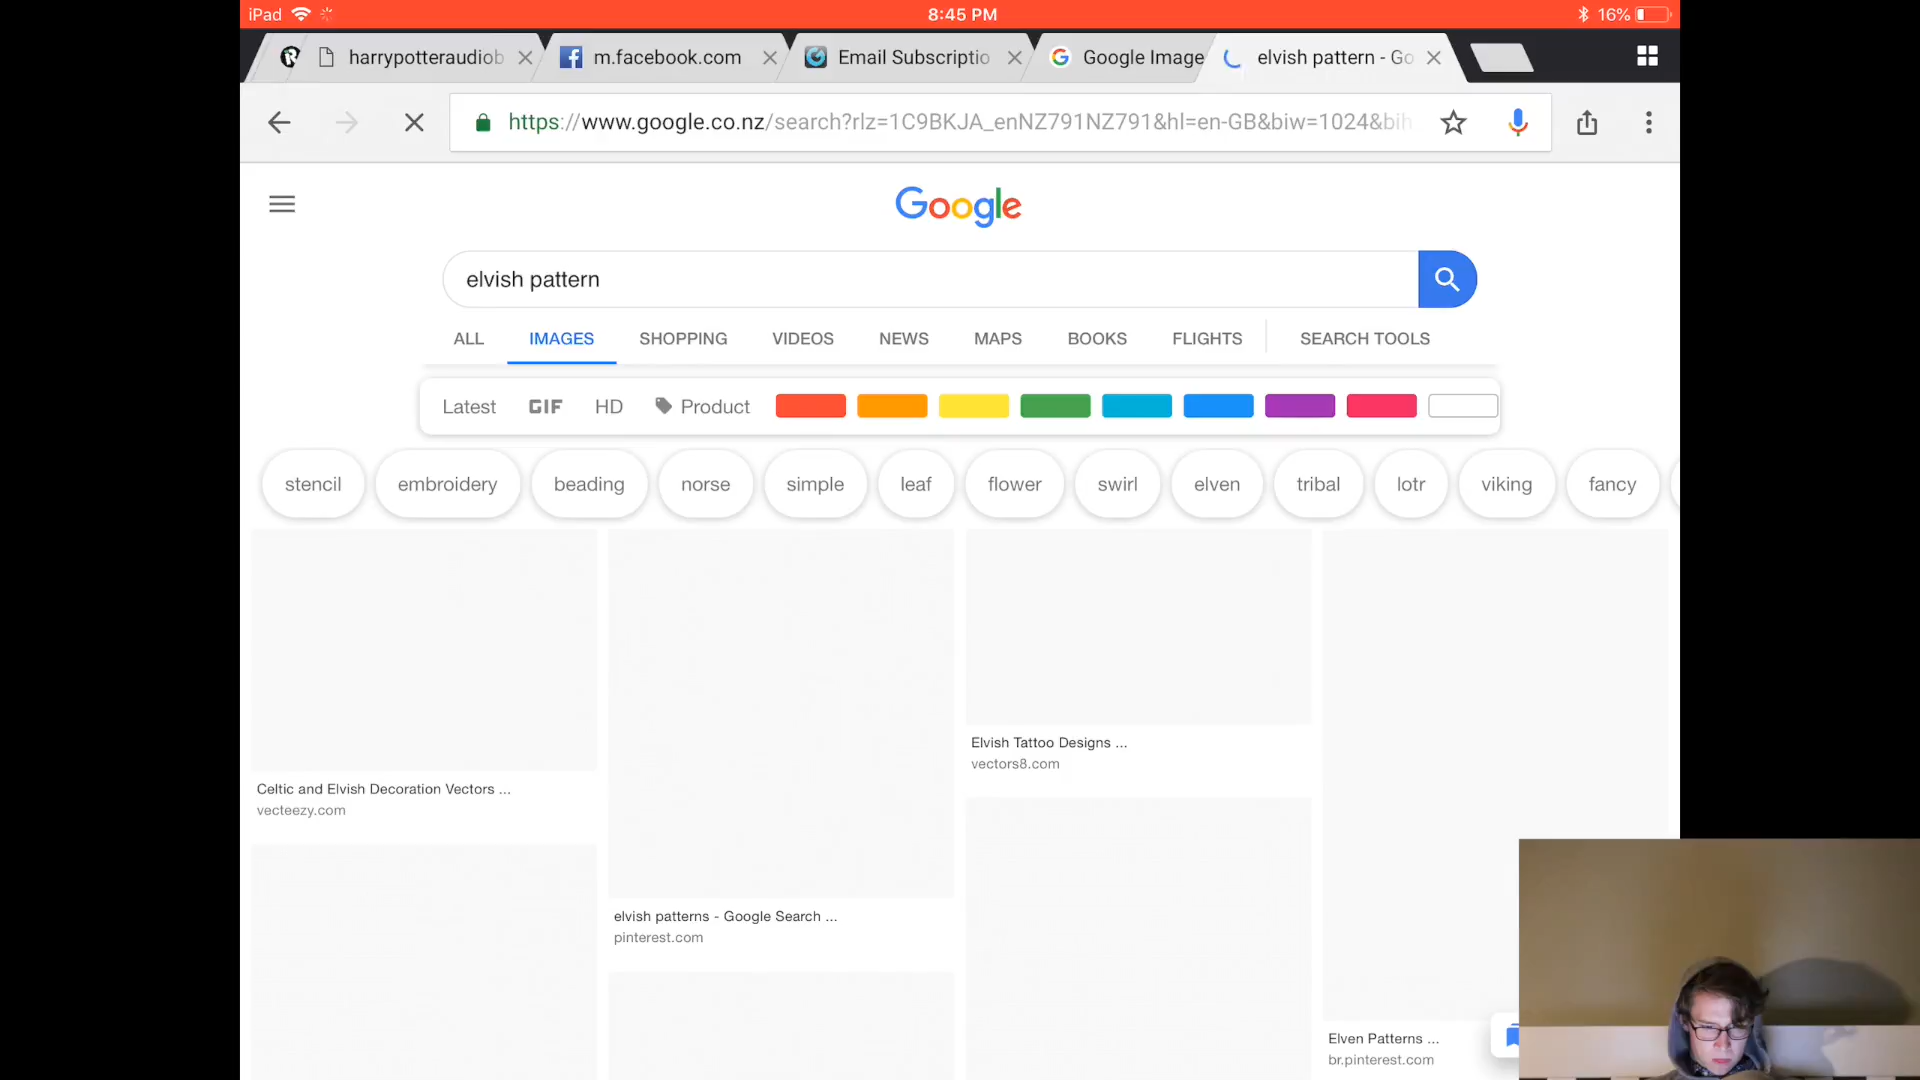 iPad 8:45 PM 16%
harrypotteraudiob m.facebook.com Email Subscriptio Google Image elvish pattern - Go
https://www.google.co.nz/search?rlz=1C9BKJA_enNZ791NZ791&hl=en-GB&biw=1024&bih
Google
elvish pattern
ALL IMAGES SHOPPING VIDEOS NEWS MAPS BOOKS FLIGHTS SEARCH TOOLS
Latest GIF HD Product
stencil embroidery beading norse simple leaf flower swirl elven tribal lotr viking fancy
Elvish Tattoo Designs ...
vectors8.com
Celtic and Elvish Decoration Vectors ...
vecteezy.com
elvish patterns - Google Search ...
pinterest.com
Elven Patterns ...
br.pinterest.com